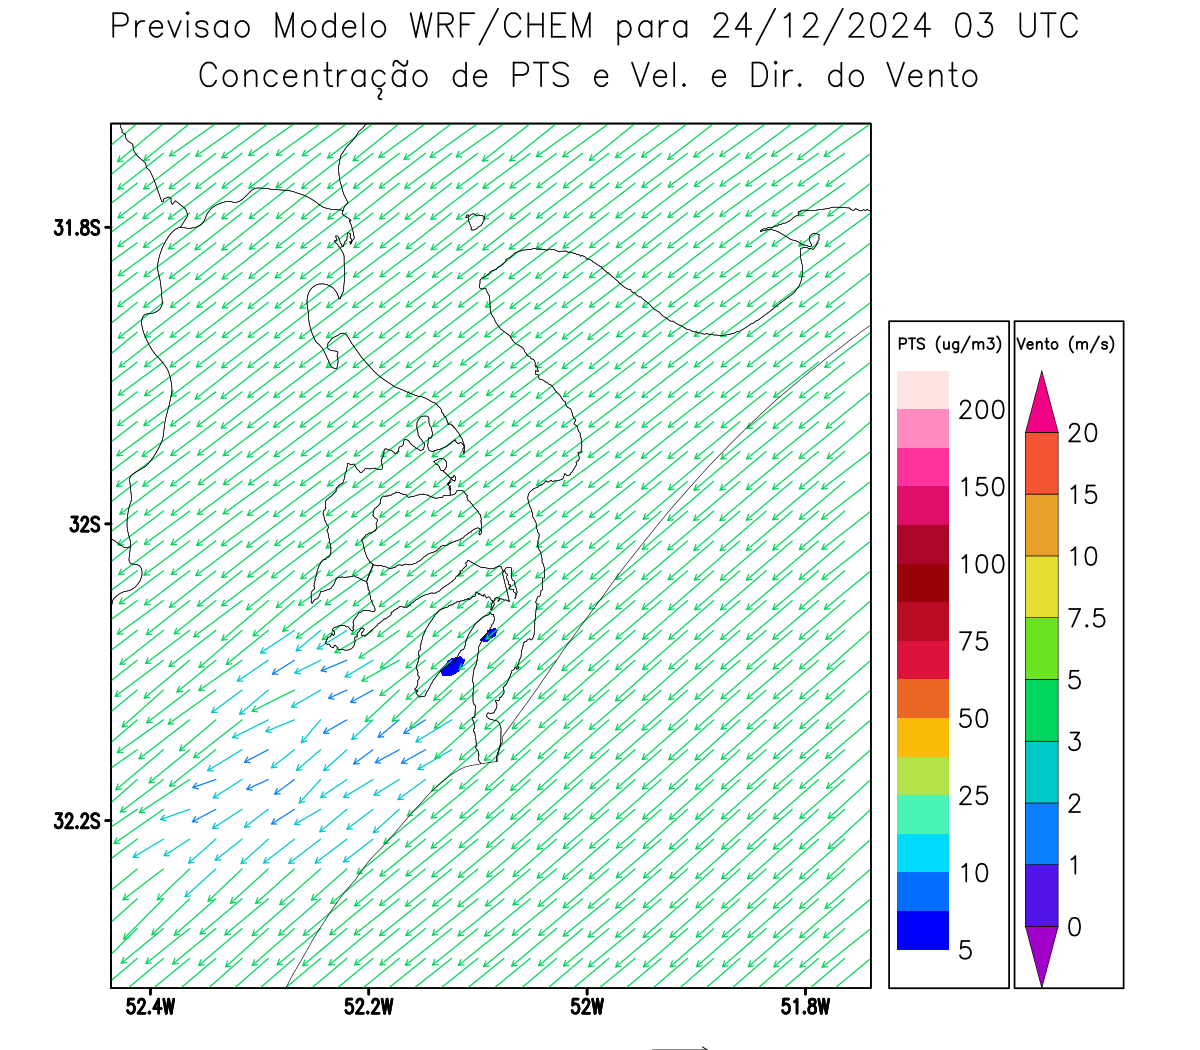 Previsao Modelo WRF/CHEM para 24/12/2024 03 UTC
Concentração de PTS e Vel. e Dir. do Vento
31.8S
32S
32.2S
52.4W
52.2W
52W
51.8W
PTS (ug/m3)
200
150
100
75
50
25
10
5
Vento (m/s)
20
15
10
7.5
5
3
2
1
0